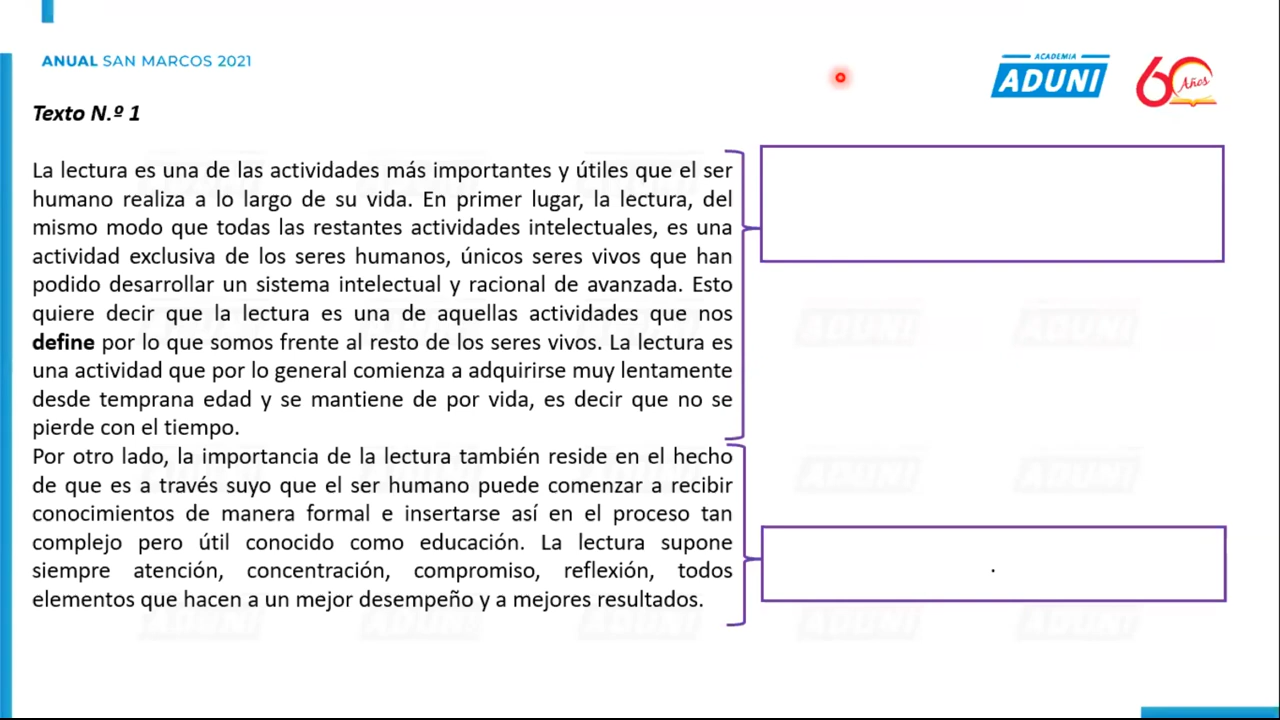 ANUAL SAN MARCOS 2021
ACADEMIA
ADUNI
60 Años
Texto N.º 1
La lectura es una de las actividades más importantes y útiles que el ser
humano realiza a lo largo de su vida. En primer lugar, la lectura, del
mismo modo que todas las restantes actividades intelectuales, es una
actividad exclusiva de los seres humanos, únicos seres vivos que han
podido desarrollar un sistema intelectual y racional de avanzada. Esto
quiere decir que la lectura es una de aquellas actividades que nos
define por lo que somos frente al resto de los seres vivos. La lectura es
una actividad que por lo general comienza a adquirirse muy lentamente
desde temprana edad y se mantiene de por vida, es decir que no se
pierde con el tiempo.
Por otro lado, la importancia de la lectura también reside en el hecho
de que es a través suyo que el ser humano puede comenzar a recibir
conocimientos de manera formal e insertarse así en el proceso tan
complejo pero útil conocido como educación. La lectura supone
siempre atención, concentración, compromiso, reflexión, todos
elementos que hacen a un mejor desempeño y a mejores resultados.
.